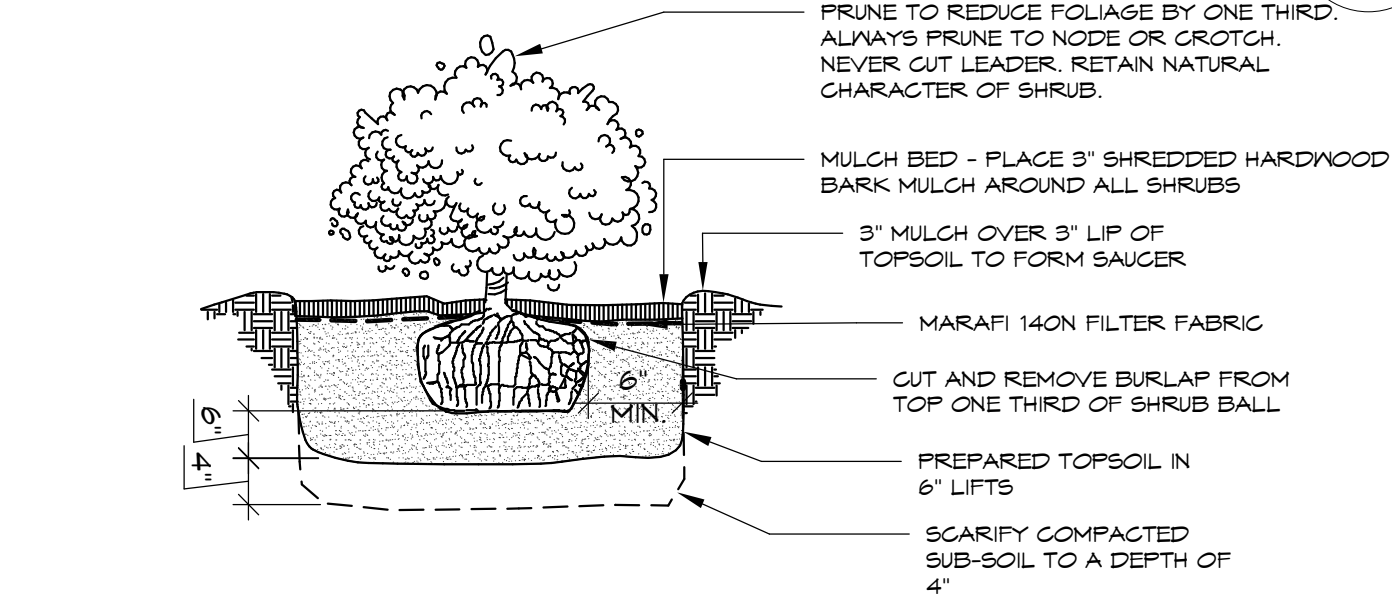 PRUNE TO REDUCE FOLIAGE BY ONE THIRD.
ALWAYS PRUNE TO NODE OR CROTCH.
NEVER CUT LEADER. RETAIN NATURAL
CHARACTER OF SHRUB.
MULCH BED - PLACE 3" SHREDDED HARDWOOD
BARK MULCH AROUND ALL SHRUBS
3" MULCH OVER 3" LIP OF
TOPSOIL TO FORM SAUCER
MARAFI 140N FILTER FABRIC
CUT AND REMOVE BURLAP FROM
TOP ONE THIRD OF SHRUB BALL
6"
MIN.
6"
4"
PREPARED TOPSOIL IN
6" LIFTS
SCARIFY COMPACTED
SUB-SOIL TO A DEPTH OF
4"